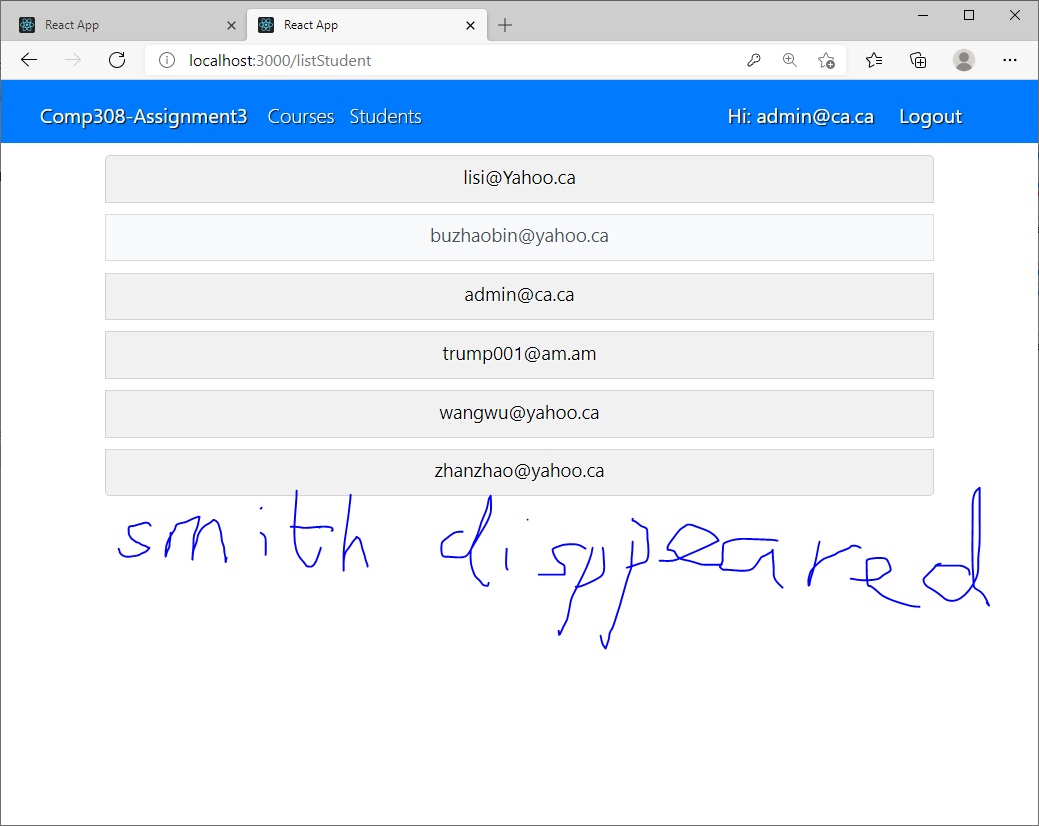 React App
React App
localhost:3000/listStudent
Comp308-Assignment3 Courses Students Hi: admin@ca.ca Logout
lisi@Yahoo.ca
buzhaobin@yahoo.ca
admin@ca.ca
trump001@am.am
wangwu@yahoo.ca
zhanzhao@yahoo.ca
smith disppeared